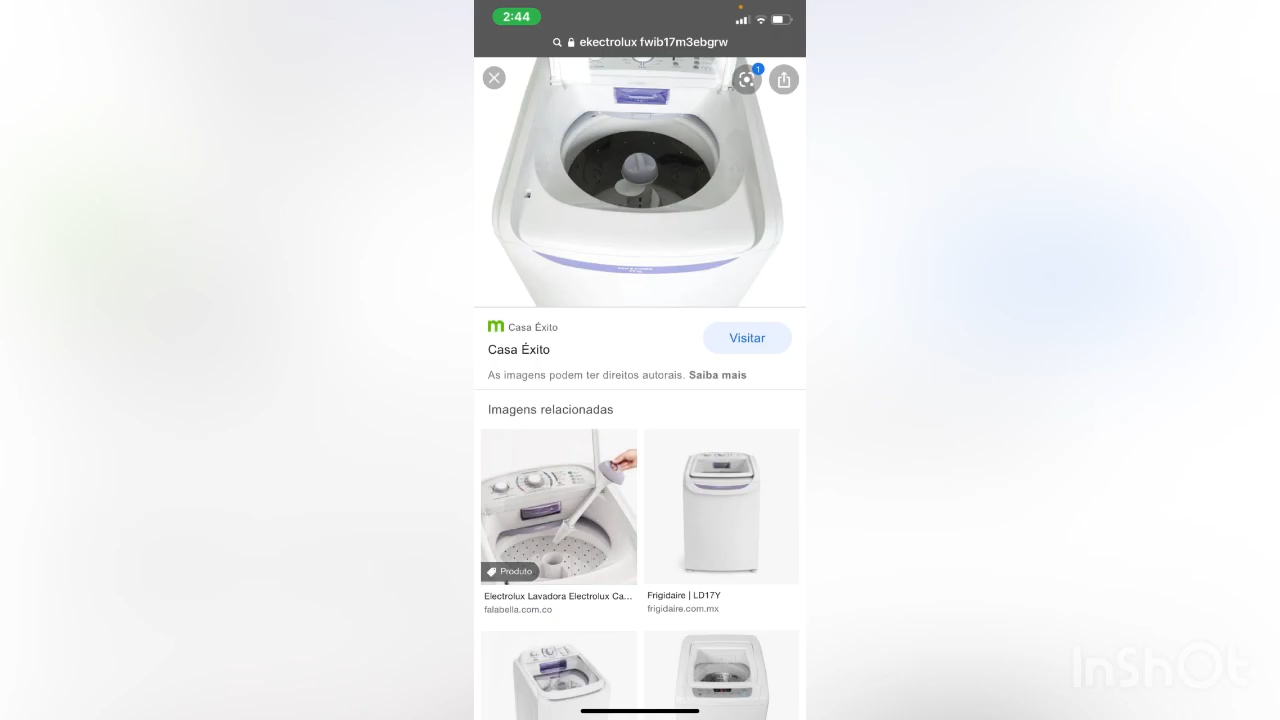 2:44
ekectrolux fwib17m3ebgrw
1
m Casa Éxito
Casa Éxito
Visitar
As imagens podem ter direitos autorais. Saiba mais
Imagens relacionadas
Produto
Electrolux Lavadora Electrolux Ca...
falabella.com.co
Frigidaire | LD17Y
frigidaire.com.mx
InShOt